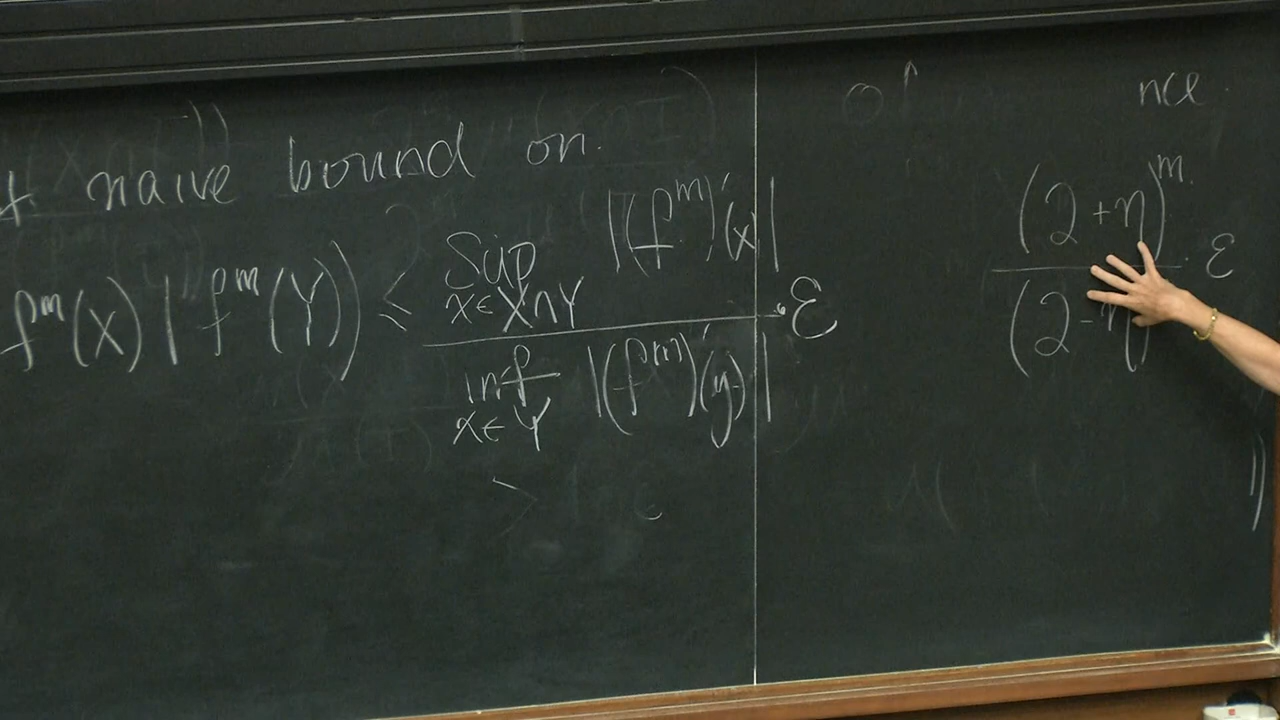 naive bound on.
f^m(X) | f^m(Y)) ≤ Sup_{x∈X∩Y} |(f^m)'(x)| / inf_{x∈Y} |(f^m)'(y)| · ε
nce.
(2+η)^m / (2-η) · ε